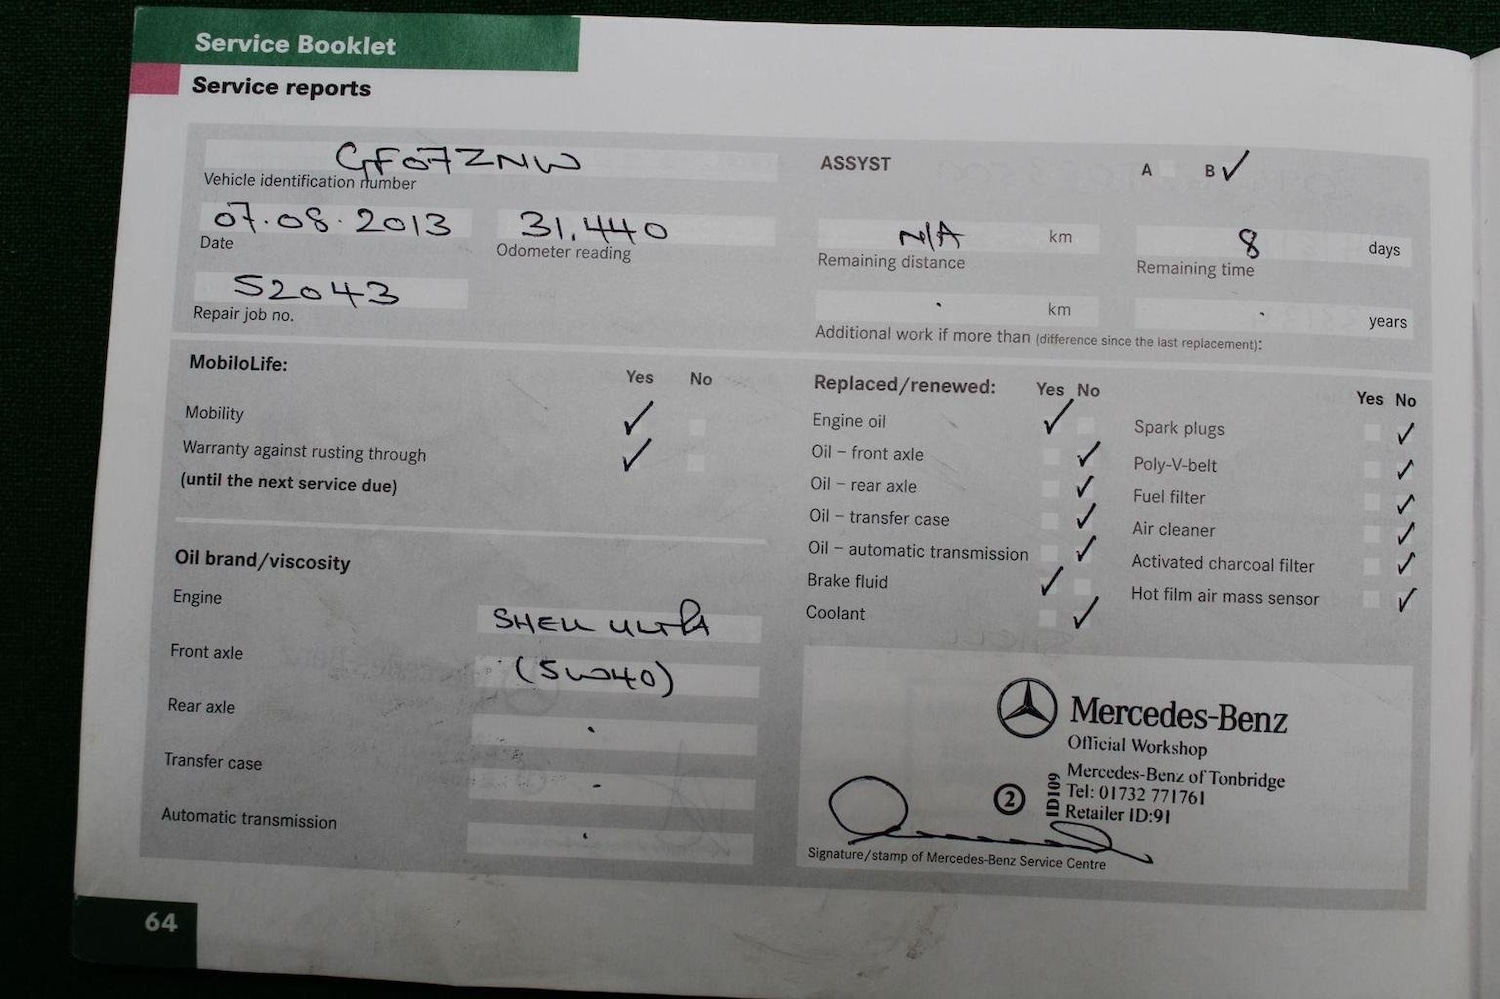 Service Booklet
Service reports
GF07ZNW
Vehicle identification number
ASSYST A B ✓
07.08.2013 31,440 N/A km 8 days
Date Odometer reading Remaining distance Remaining time
52043 km years
Repair job no. Additional work if more than (difference since the last replacement):
MobiloLife:
Yes No
Mobility ✓
Warranty against rusting through ✓
(until the next service due)
Oil brand/viscosity
Engine SHELL ULTRA
Front axle (5W40)
Rear axle
Transfer case
Automatic transmission
Replaced/renewed: Yes No
Engine oil ✓
Oil – front axle ✓
Oil – rear axle ✓
Oil – transfer case ✓
Oil – automatic transmission ✓
Brake fluid ✓
Coolant ✓
Yes No
Spark plugs ✓
Poly-V-belt ✓
Fuel filter ✓
Air cleaner ✓
Activated charcoal filter ✓
Hot film air mass sensor ✓
Mercedes-Benz
Official Workshop
Mercedes-Benz of Tonbridge
Tel: 01732 771761
Retailer ID:91
2 ID109
Signature/stamp of Mercedes-Benz Service Centre
64